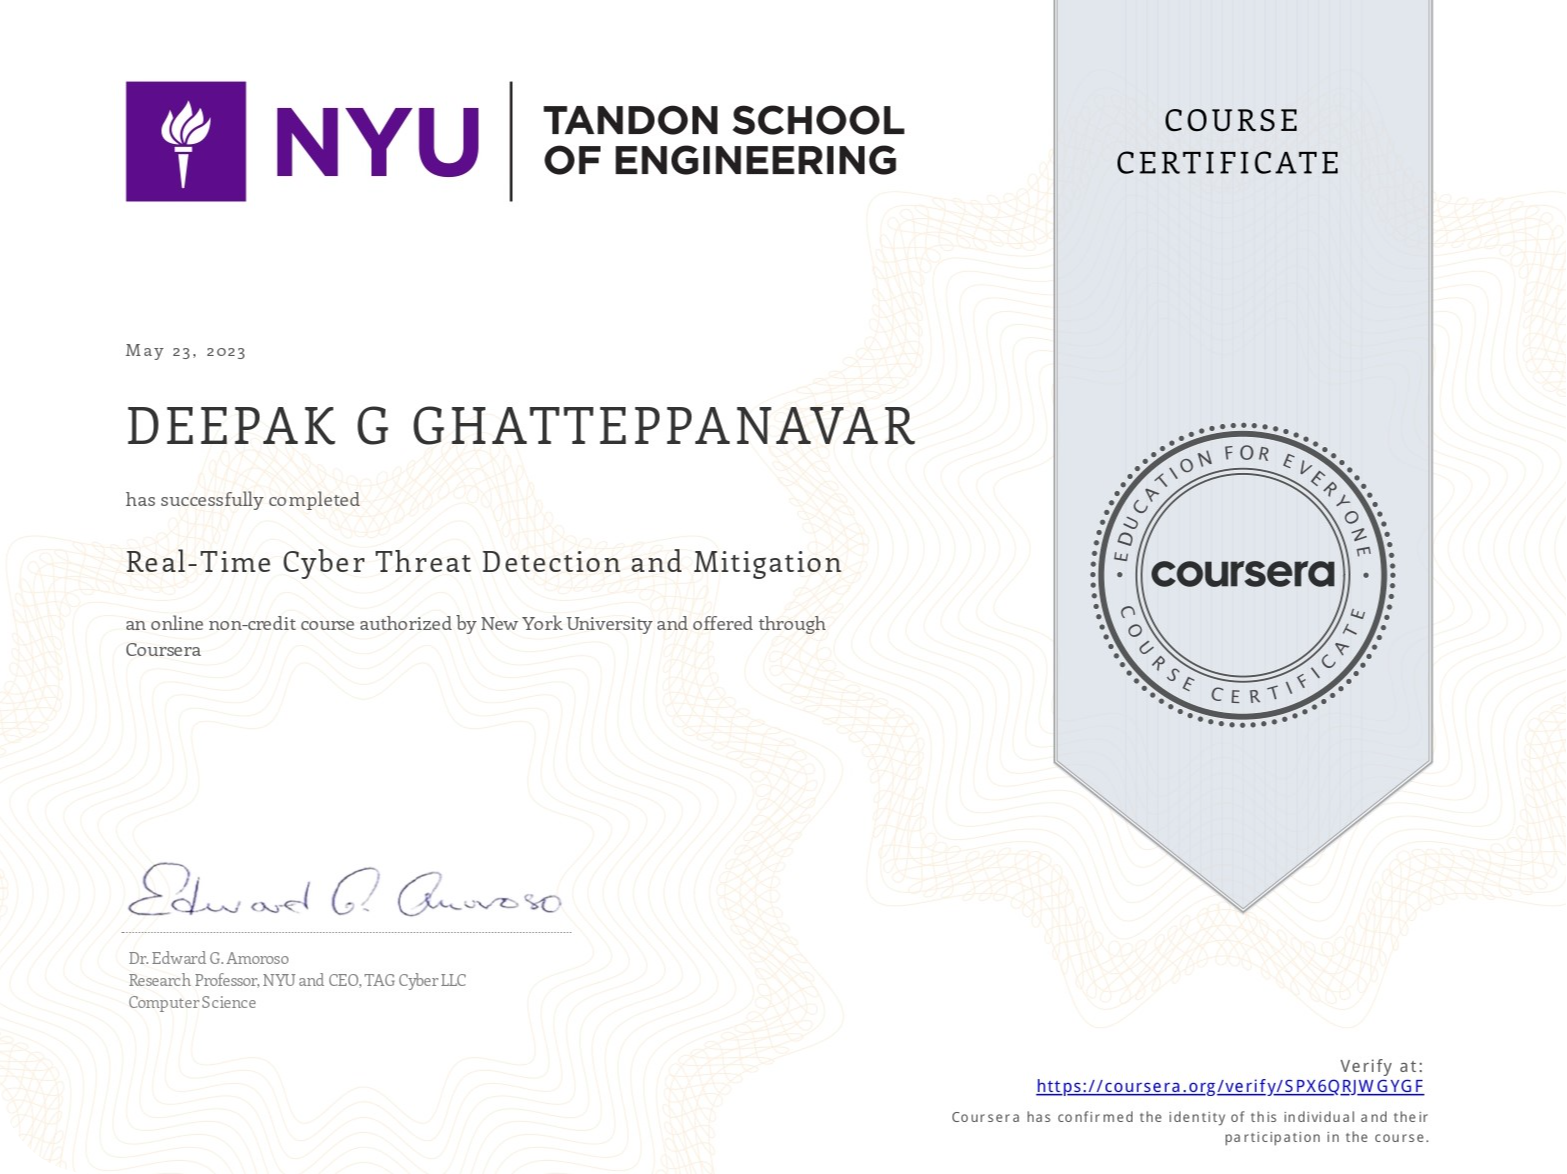 NYU
TANDON SCHOOL
OF ENGINEERING
COURSE
CERTIFICATE
May 23, 2023
DEEPAK G GHATTEPPANAVAR
has successfully completed
Real-Time Cyber Threat Detection and Mitigation
an online non-credit course authorized by New York University and offered through
Coursera
EDUCATION FOR EVERYONE
coursera
COURSE CERTIFICATE
Edward G. Amoroso
Dr. Edward G. Amoroso
Research Professor, NYU and CEO, TAG Cyber LLC
Computer Science
Verify at:
https://coursera.org/verify/SPX6QRJWGYGF
Coursera has confirmed the identity of this individual and their
participation in the course.